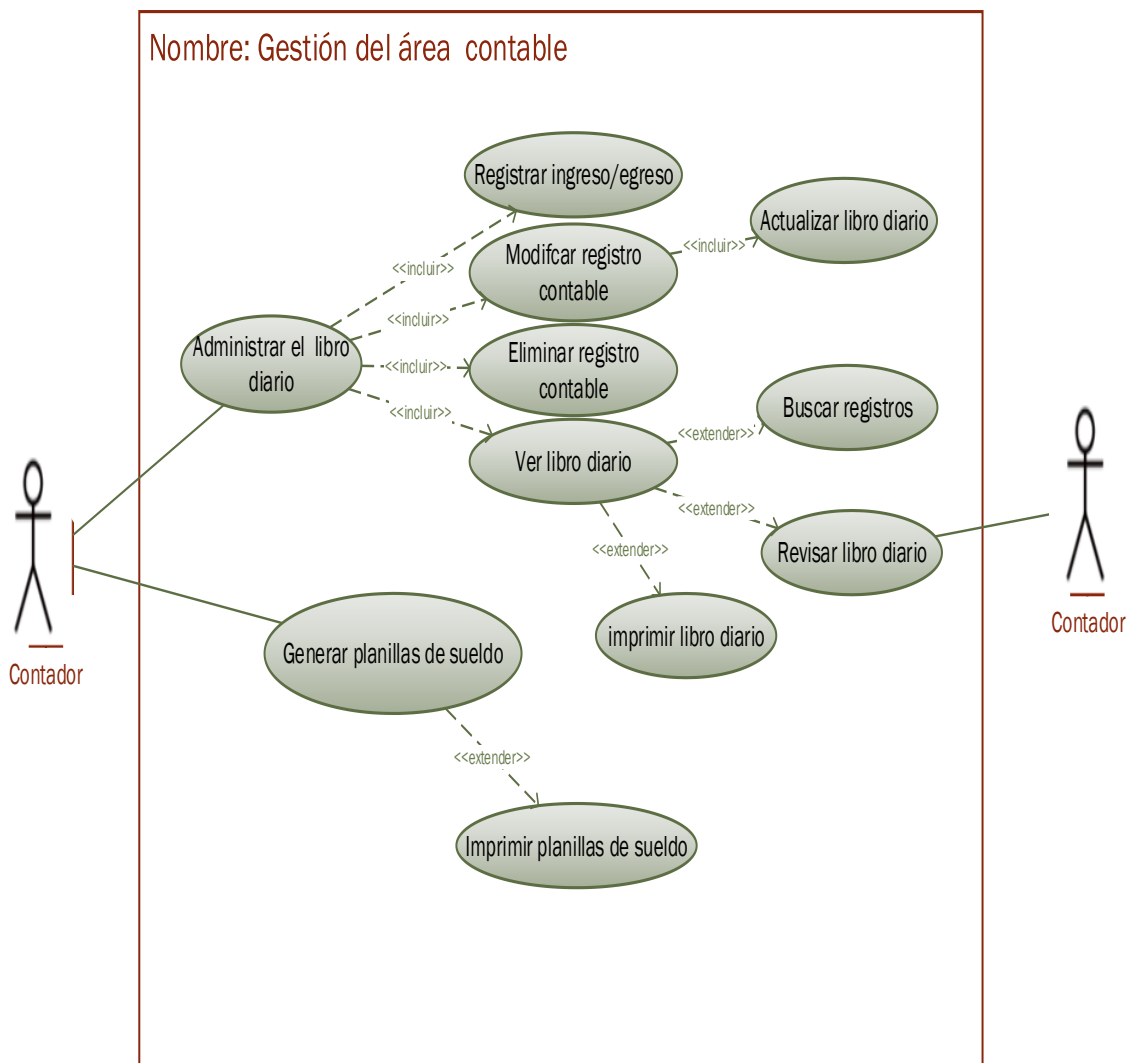 Nombre: Gestión del área contable
Registrar ingreso/egreso
Actualizar libro diario
<<incluir>>
Modifcar registro
contable
<<incluir>>
<<incluir>>
Administrar el libro
diario
Eliminar registro
contable
<<incluir>>
<<incluir>>
Buscar registros
<<extender>>
Ver libro diario
<<extender>>
Revisar libro diario
<<extender>>
Contador
imprimir libro diario
Generar planillas de sueldo
Contador
<<extender>>
Imprimir planillas de sueldo